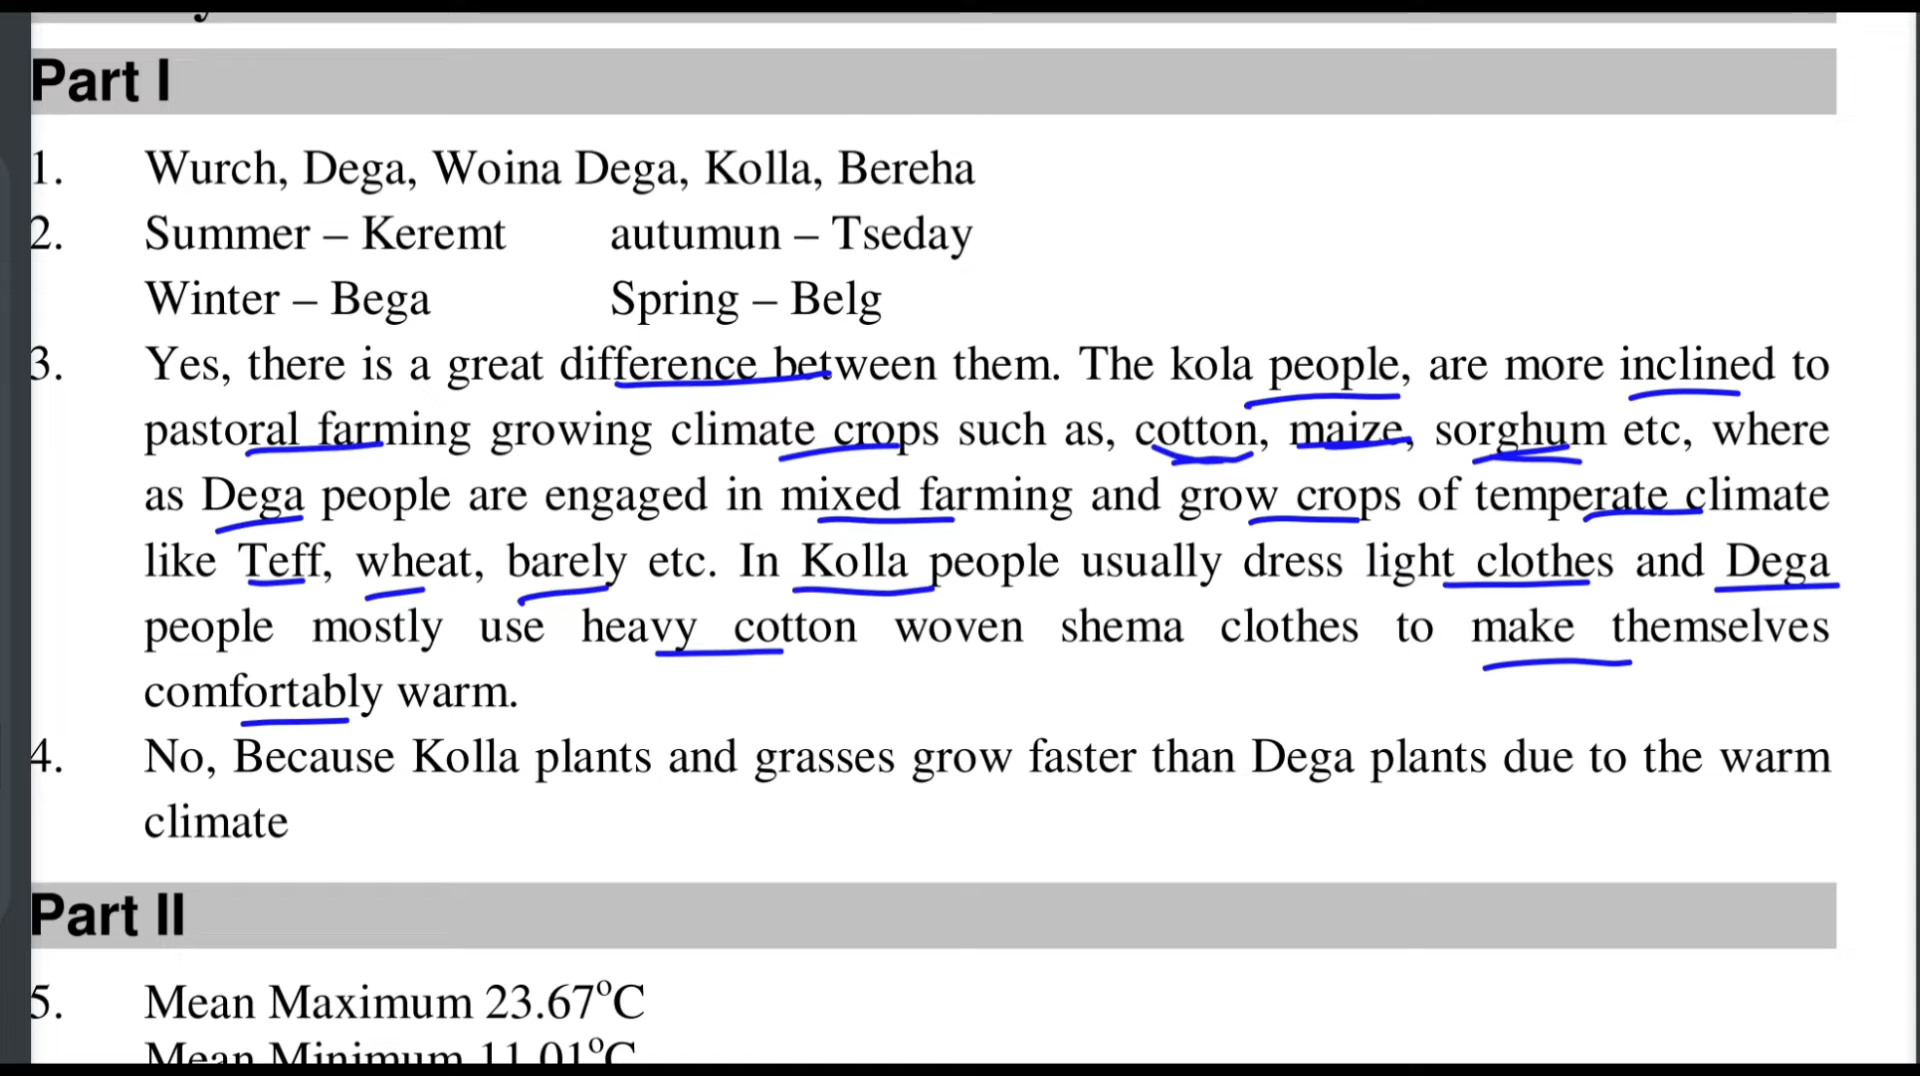 Part I
1. Wurch, Dega, Woina Dega, Kolla, Bereha
2. Summer – Keremt autumun – Tseday
Winter – Bega Spring – Belg
3. Yes, there is a great difference between them. The kola people, are more inclined to
pastoral farming growing climate crops such as, cotton, maize, sorghum etc, where
as Dega people are engaged in mixed farming and grow crops of temperate climate
like Teff, wheat, barely etc. In Kolla people usually dress light clothes and Dega
people mostly use heavy cotton woven shema clothes to make themselves
comfortably warm.
4. No, Because Kolla plants and grasses grow faster than Dega plants due to the warm
climate
Part II
5. Mean Maximum 23.67°C
Mean Minimum 11.01°C